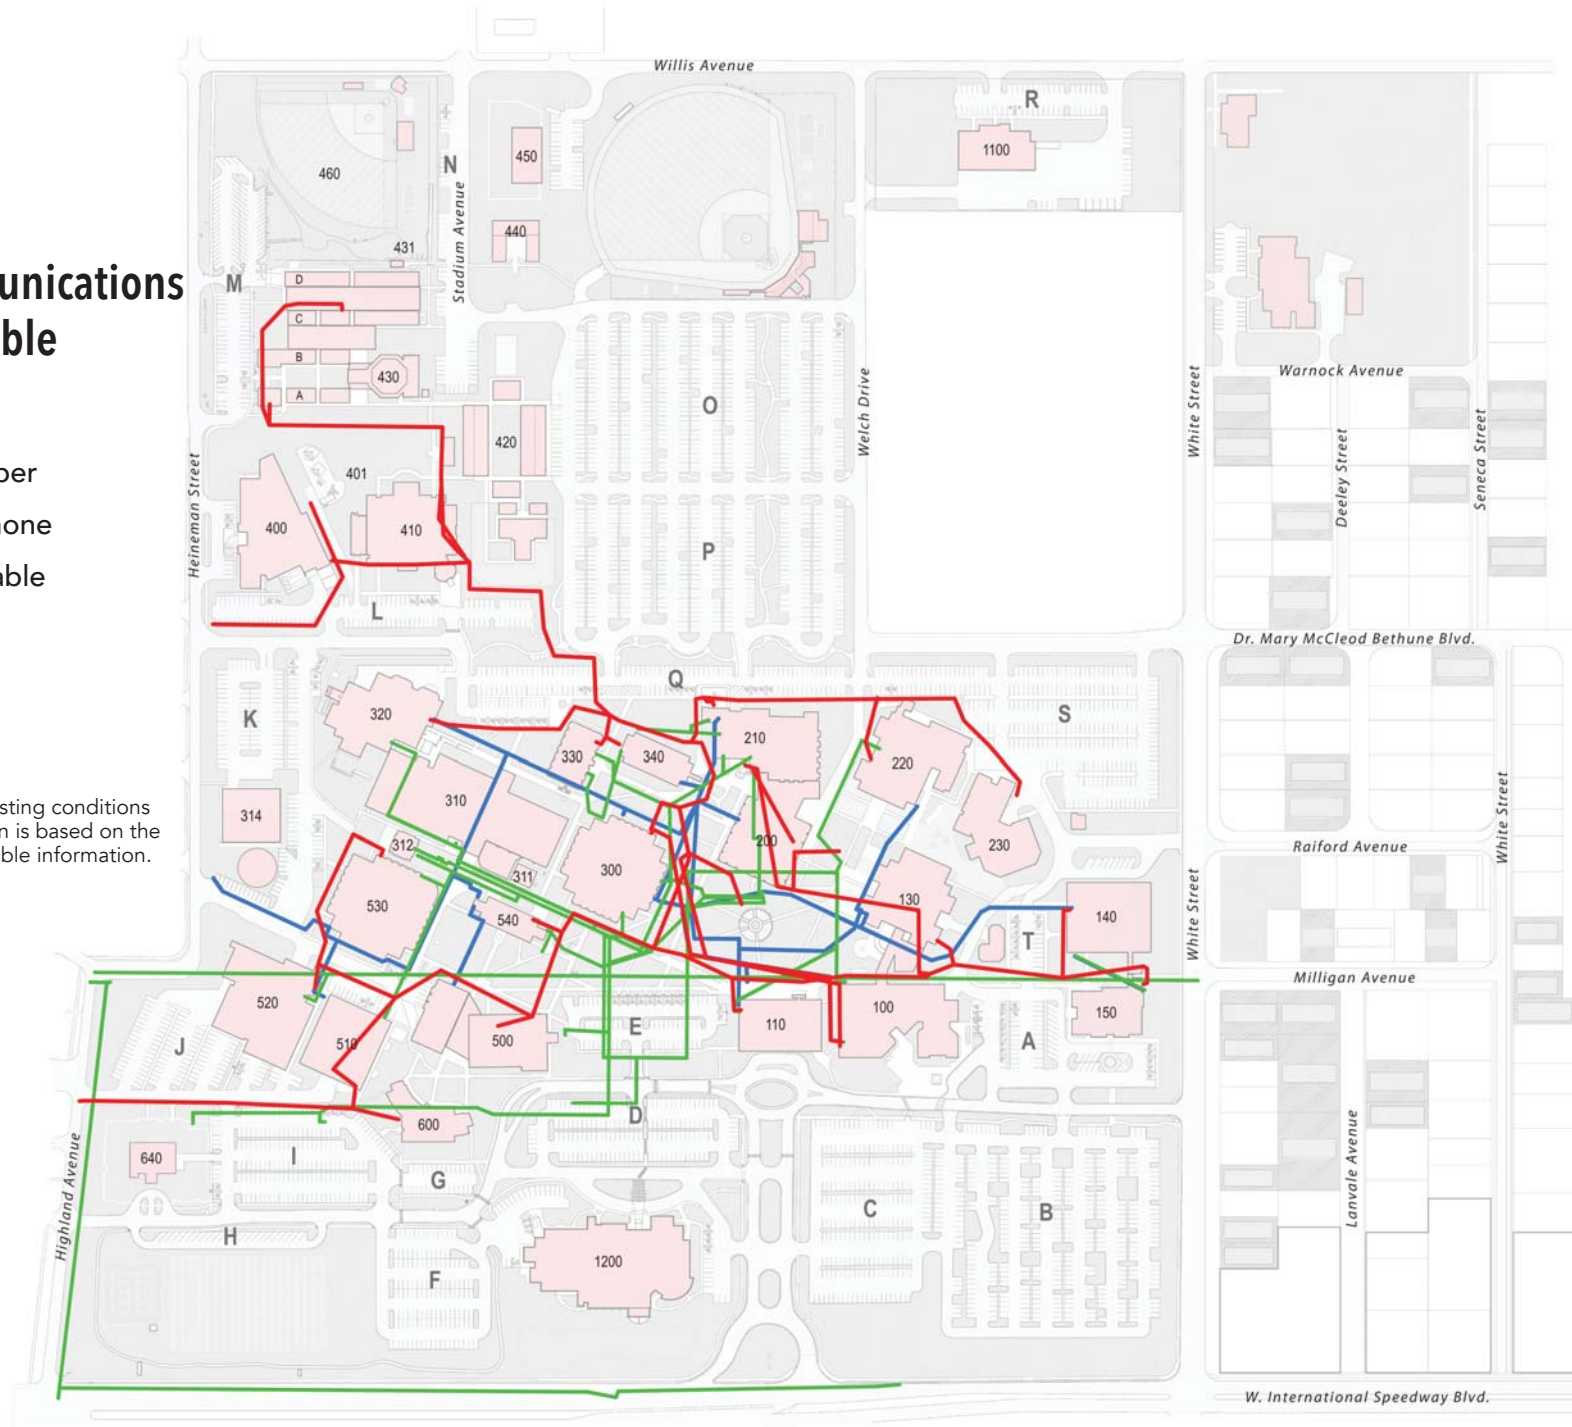 Willis Avenue
R
1100
450
N
460
Stadium Avenue
440
431
unications
M
D
ble
C
B
430
A
Warnock Avenue
O
Welch Drive
White Street
420
Seneca Street
Deeley Street
Heineman Street
401
per
400
410
hone
P
able
L
Dr. Mary McCleod Bethune Blvd.
Q
K
320
S
210
330
340
220
310
sting conditions
314
n is based on the
ble information.
312
200
230
Raiford Avenue
White Street
311
300
530
130
540
140
T
White Street
Milligan Avenue
520
100
150
E
110
510
500
A
J
D
600
Highland Avenue
640
I
G
Lanvale Avenue
C
B
H
1200
F
W. International Speedway Blvd.